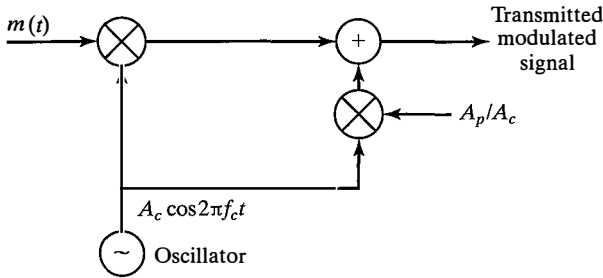 m(t)
Transmitted
modulated
signal
+
A_p/A_c
A_c cos2πf_ct
~ Oscillator